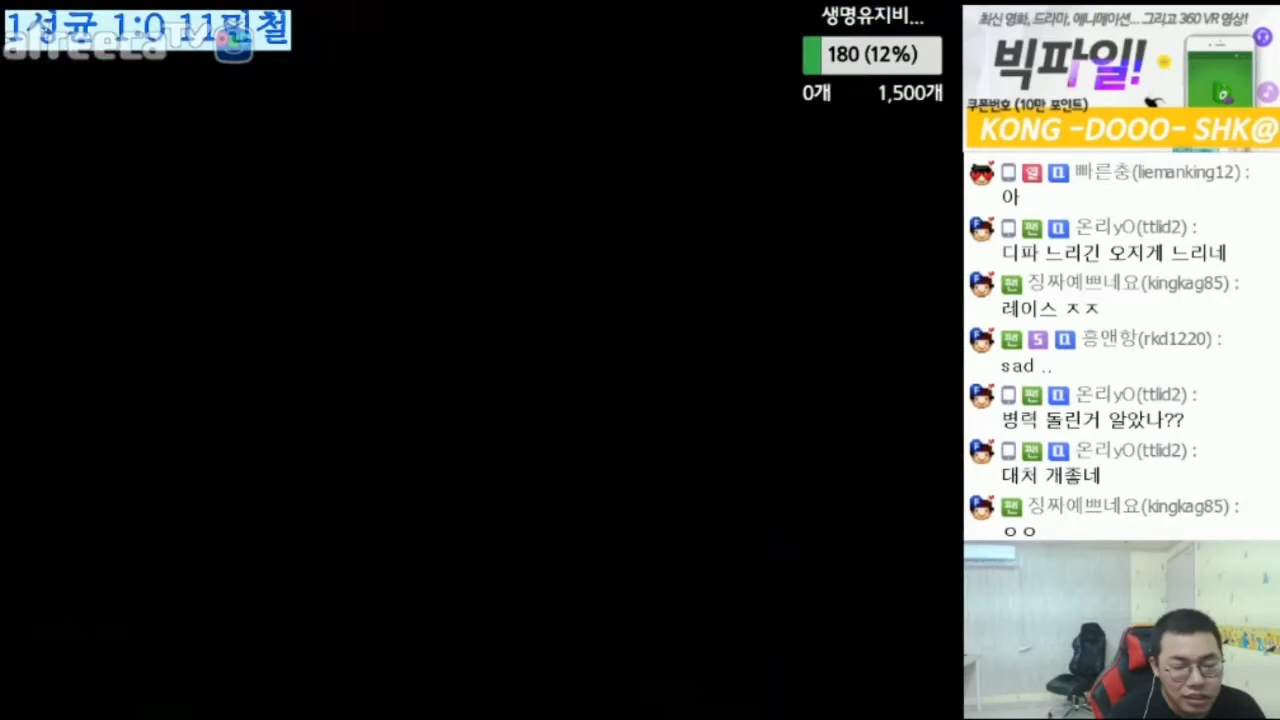 1성균 1:0 11민철
afreecaTV
생명유지비...
180 (12%)
0개 1,500개
최신 영화, 드라마, 애니메이션... 그리고 360 VR 영상!
빅파일!
쿠폰번호 (10만 포인트)
KONG -DOOO- SHK@
빠른충(liemanking12) :
아
온리yO(ttlid2) :
디파 느리긴 오지게 느리네
징짜예쁘네요(kingkag85) :
레이스 ㅈㅈ
흥앤항(rkd1220) :
sad ..
온리yO(ttlid2) :
병력 돌린거 알았나??
온리yO(ttlid2) :
대처 개좋네
징짜예쁘네요(kingkag85) :
ㅇㅇ